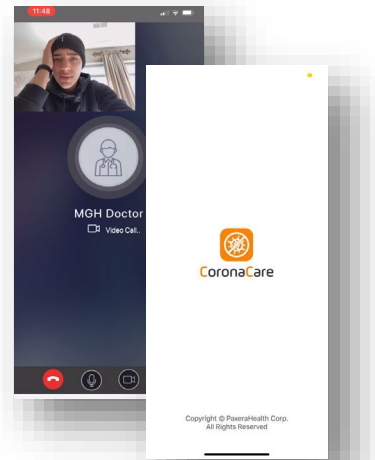 11:48
MGH Doctor
Video Call..
CoronaCare
Copyright @ PaxeraHealth Corp.
All Rights Reserved